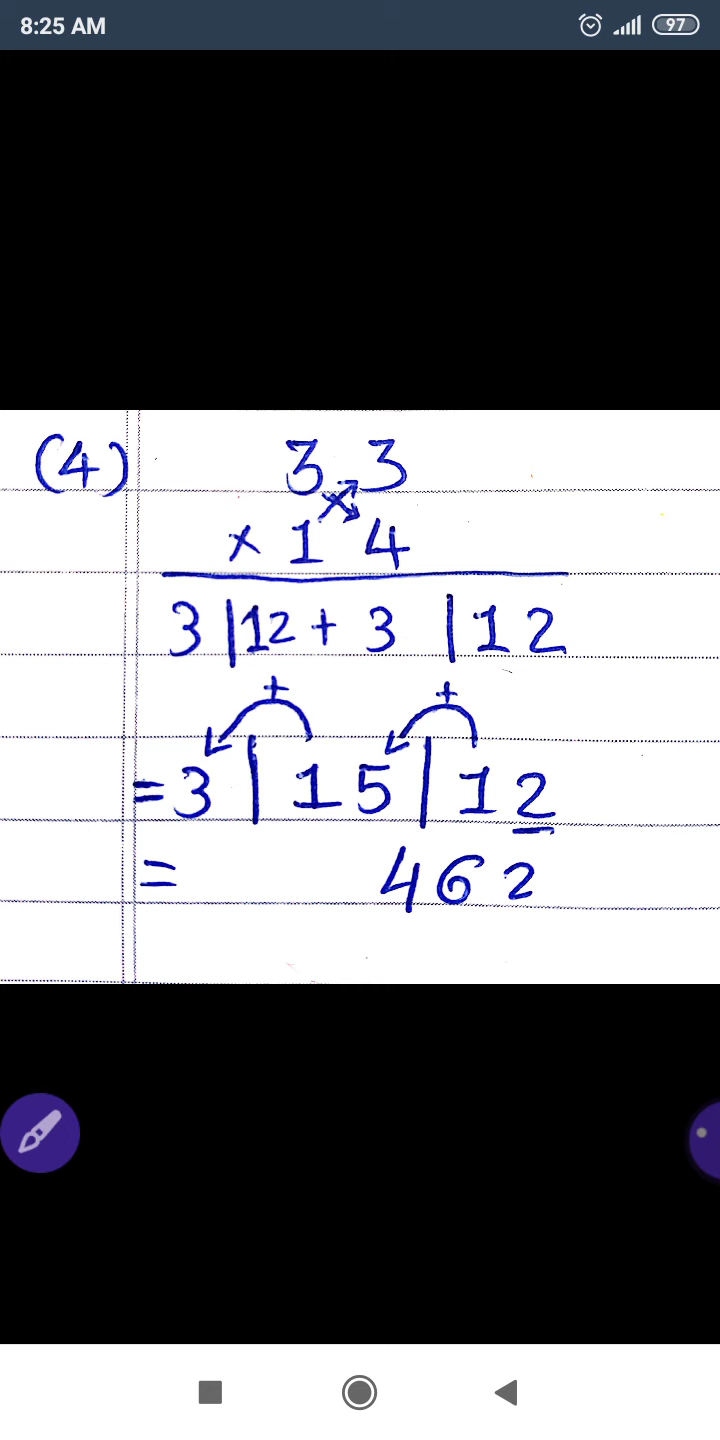 8:25 AM 97
(4) 3 3
× 1 4
3 | 12 + 3 | 12
+ +
= 3 | 15 | 12
= 462